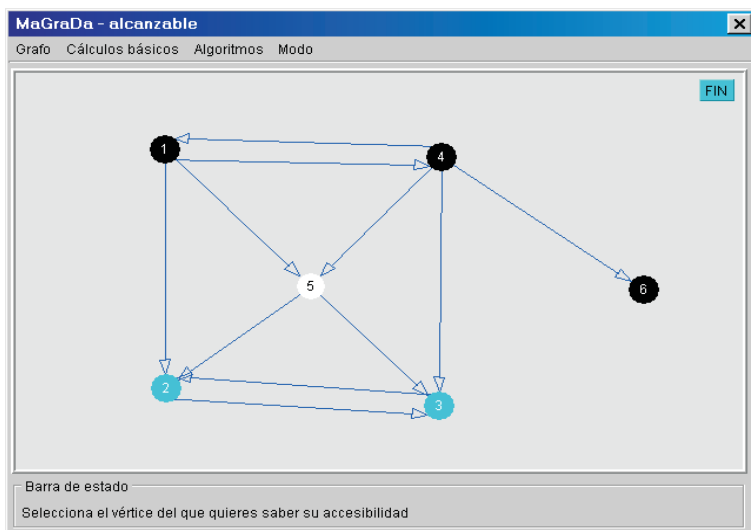 MaGraDa - alcanzable
Grafo Cálculos básicos Algoritmos Modo
FIN
1
4
5
6
2
3
Barra de estado
Selecciona el vértice del que quieres saber su accesibilidad